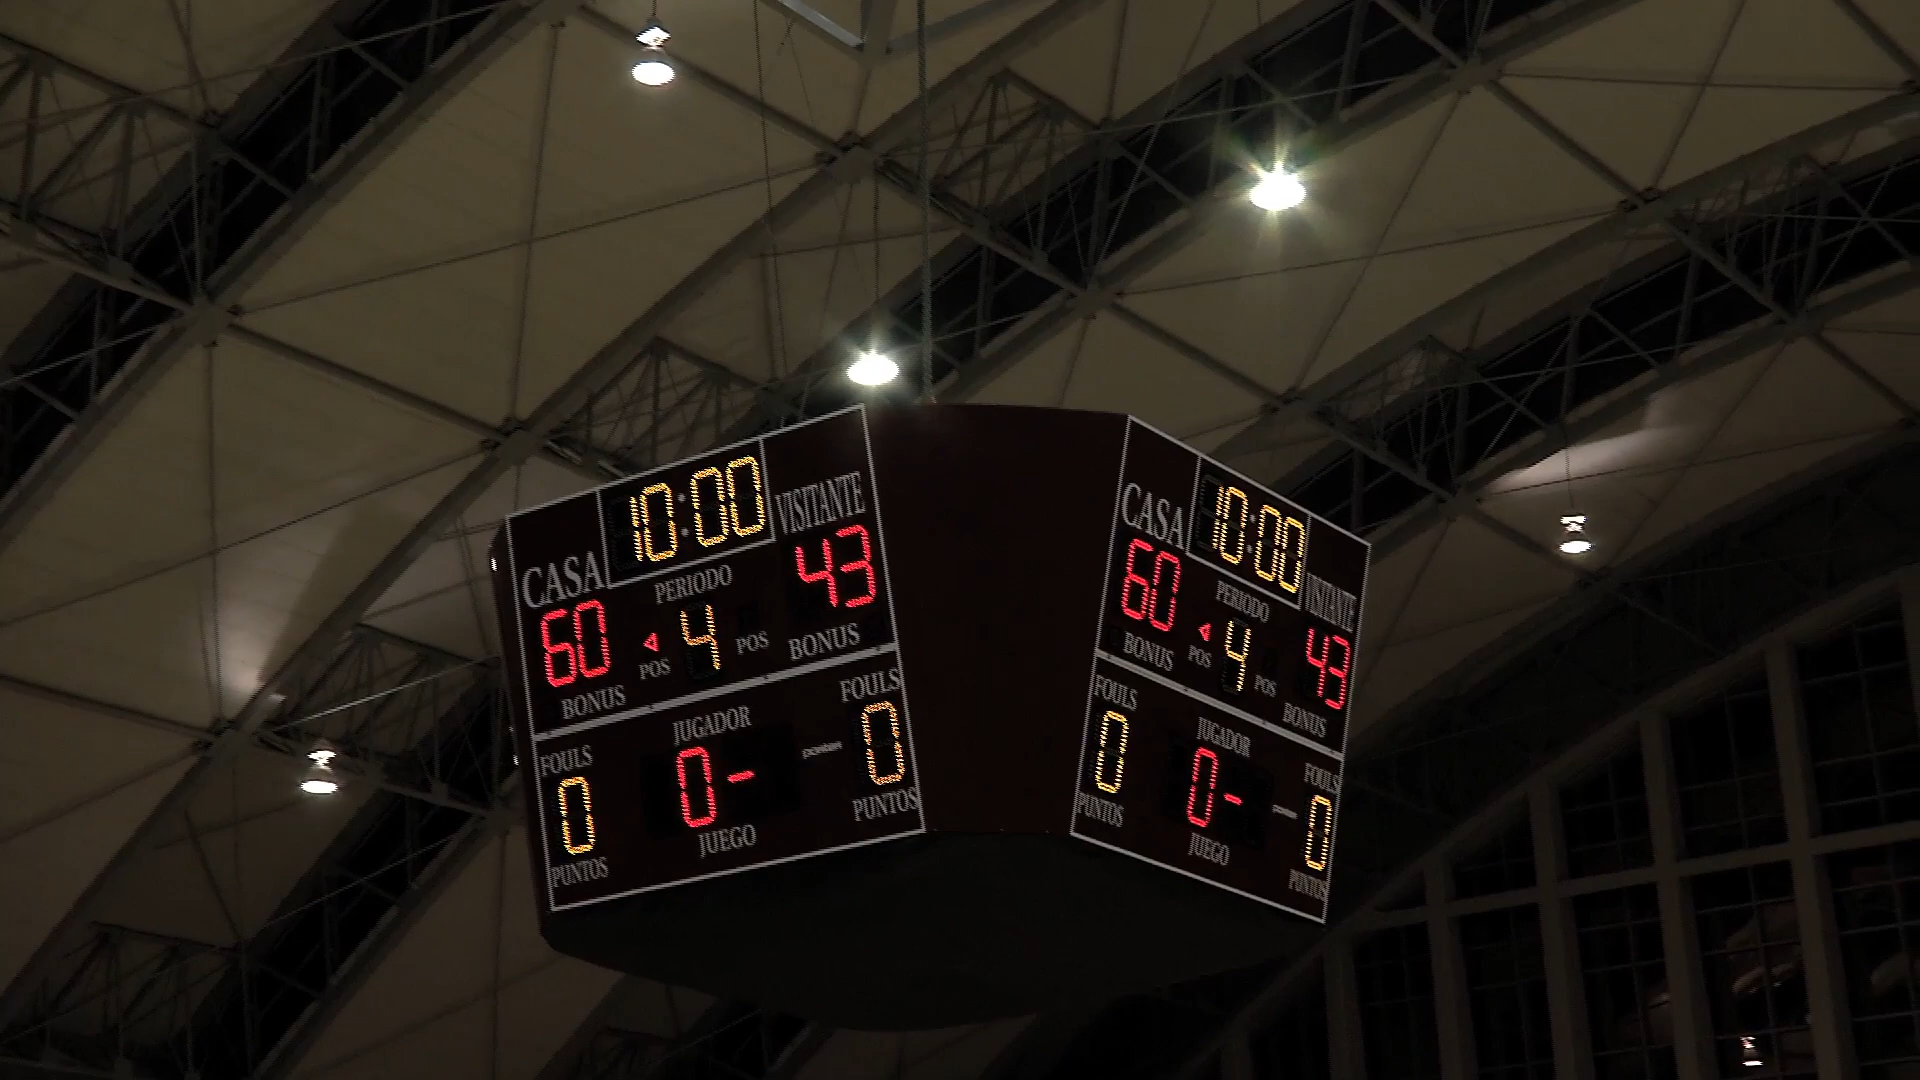 10:00
CASA VISITANTE
PERIODO
60 4 43
POS POS
BONUS BONUS
FOULS JUGADOR FOULS
0 0- 0
PUNTOS JUEGO PUNTOS
10:00
CASA VISITANTE
PERIODO
60 4 43
BONUS POS POS BONUS
FOULS JUGADOR FOULS
0 0- 0
PUNTOS JUEGO PUNTOS